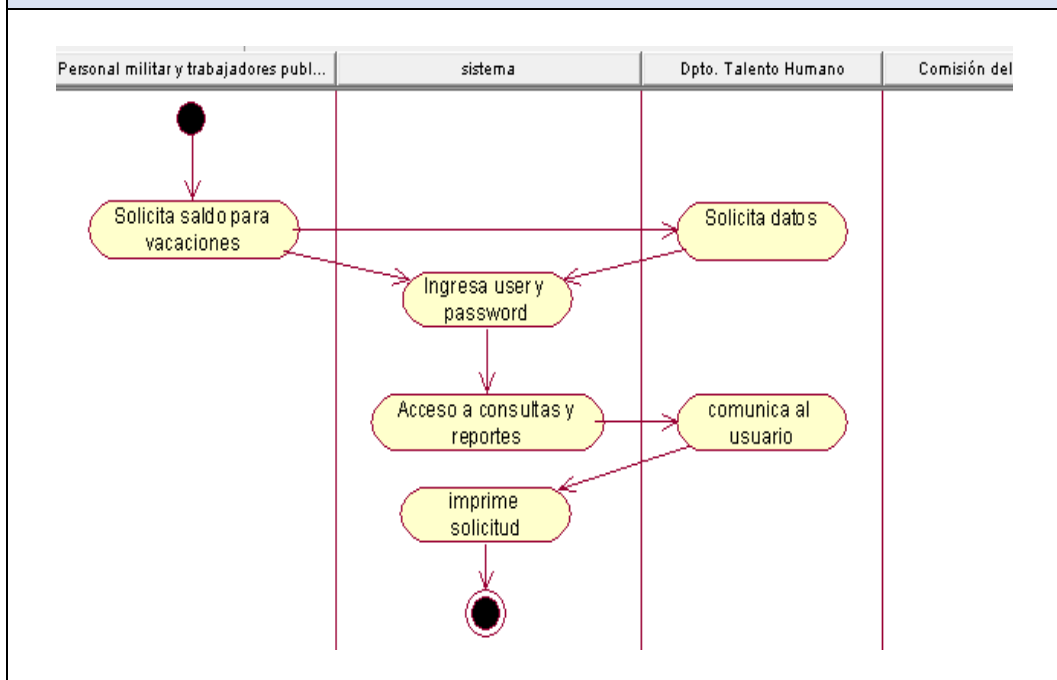 Personal militar y trabajadores publ...
sistema
Dpto. Talento Humano
Comisión del
Solicita saldo para
vacaciones
Solicita datos
Ingresa user y
password
Acceso a consultas y
reportes
comunica al
usuario
imprime
solicitud